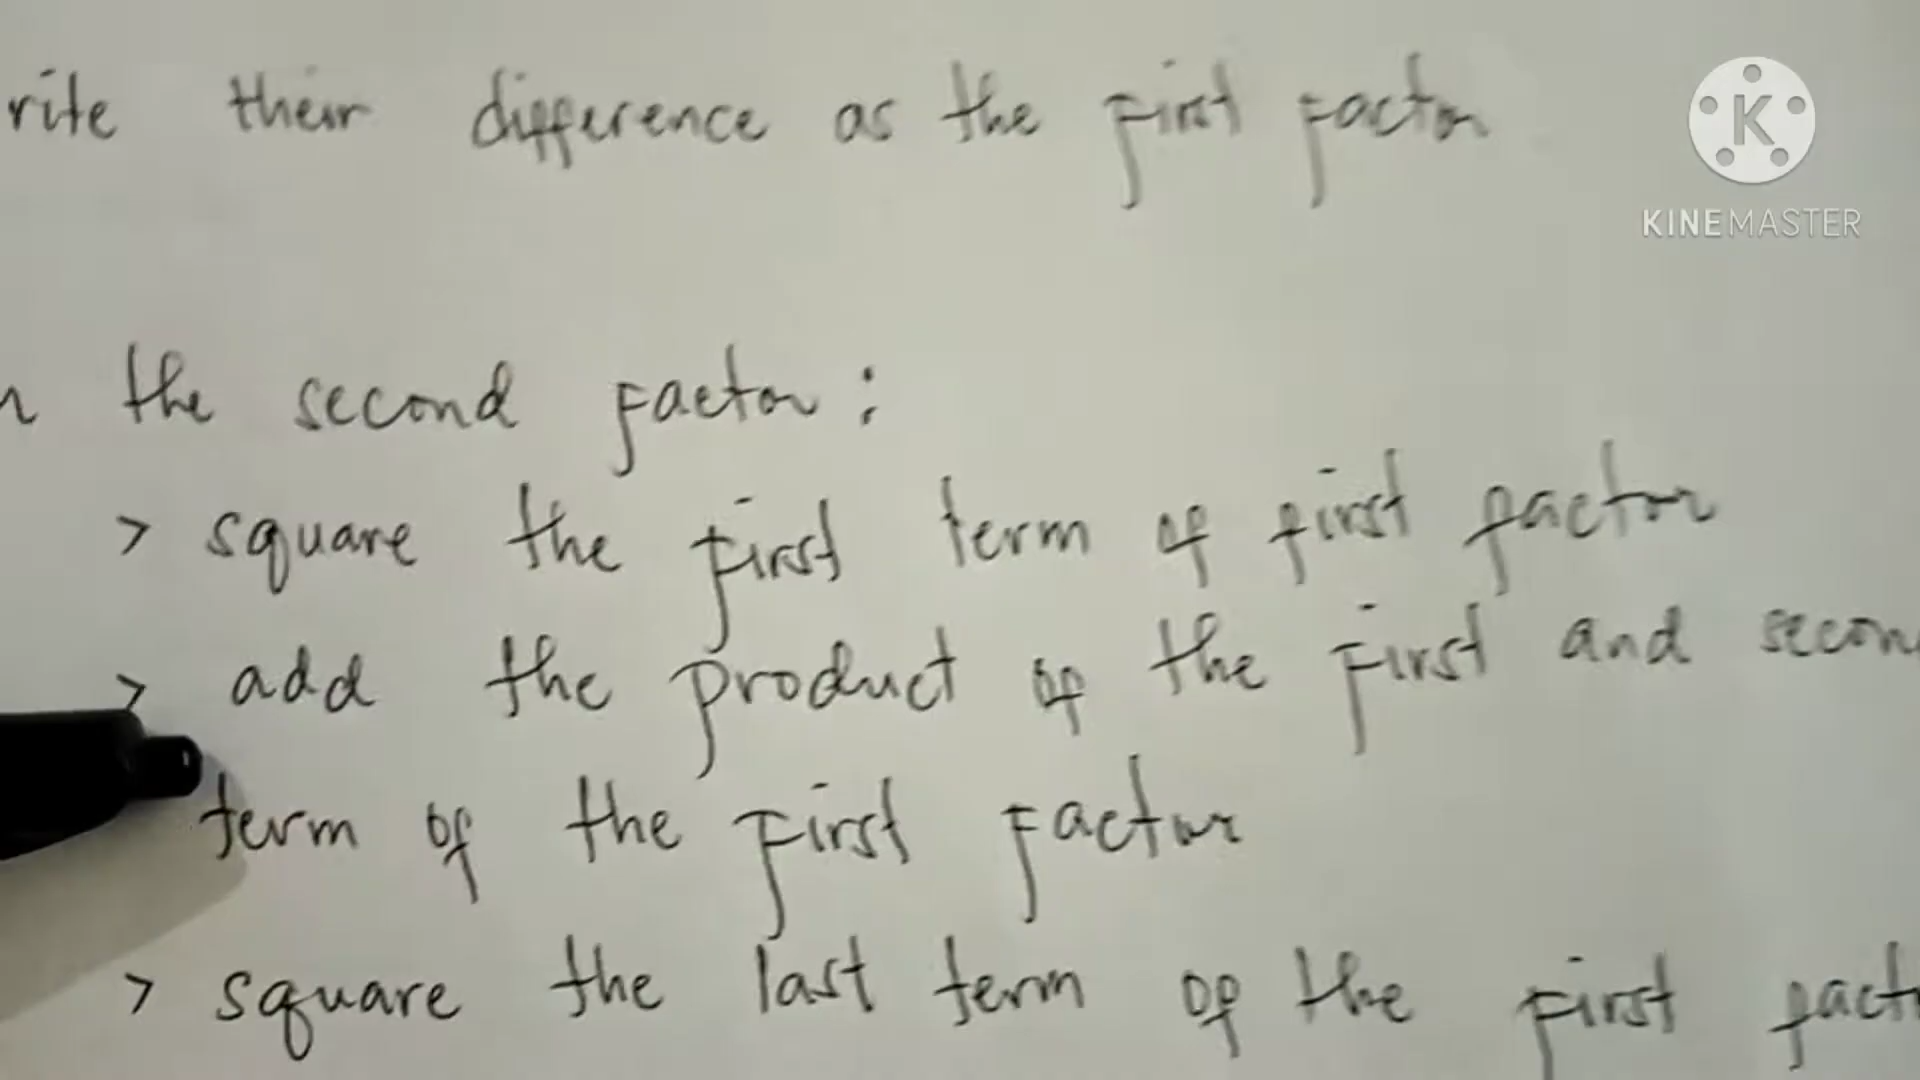 rite their difference as the first factor
K
KINEMASTER
n the second factor:
> square the first term of first factor
> add the product of the first and secon
term of the first factor
> square the last term of the first facto